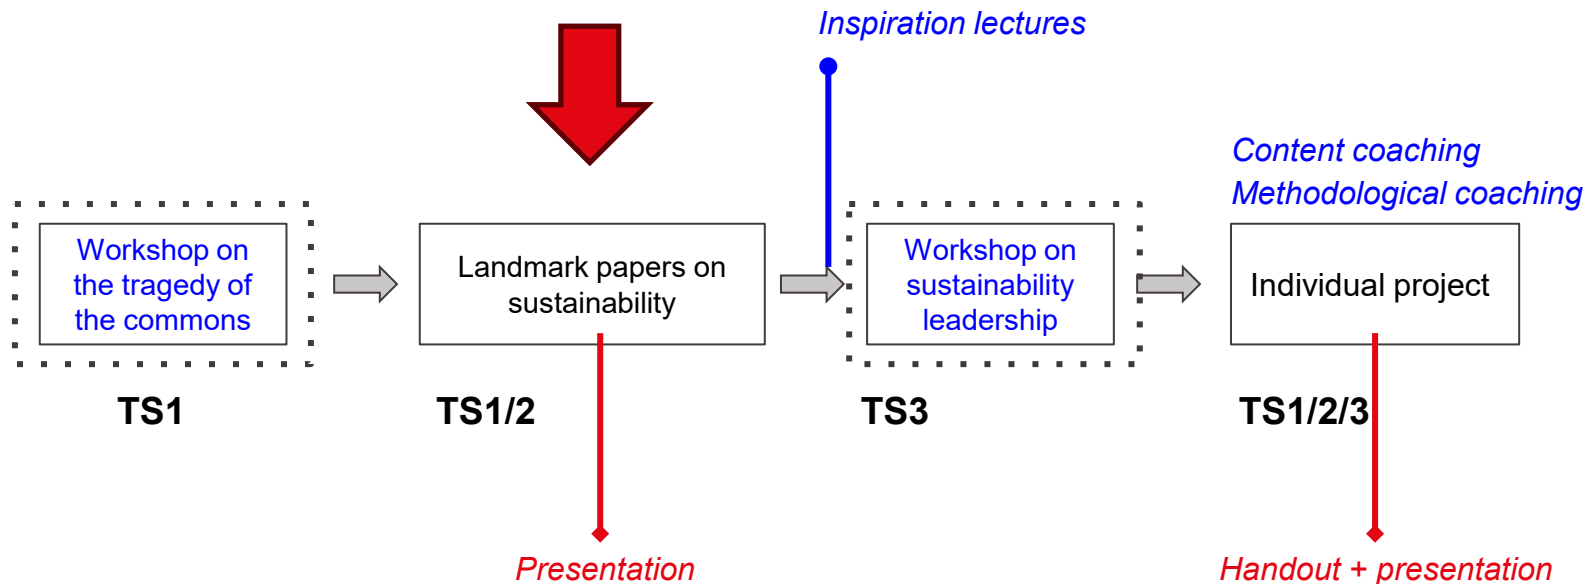 Inspiration lectures
Content coaching
Methodological coaching
Workshop on
the tragedy of
the commons
Landmark papers on
sustainability
Workshop on
sustainability
leadership
Individual project
TS1
TS1/2
TS3
TS1/2/3
Presentation
Handout + presentation